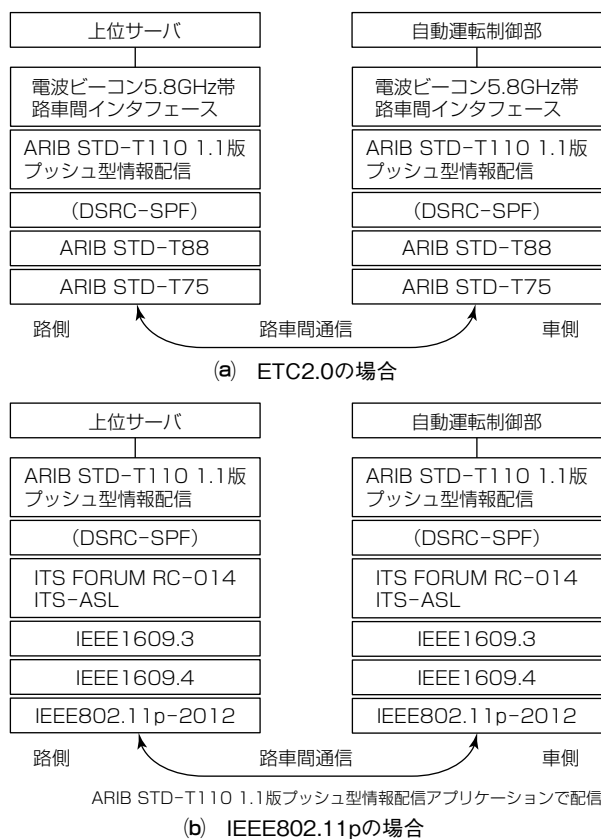 上位サーバ
自動運転制御部
電波ビーコン5.8GHz帯
路車間インタフェース
電波ビーコン5.8GHz帯
路車間インタフェース
ARIB STD-T110 1.1版
プッシュ型情報配信
ARIB STD-T110 1.1版
プッシュ型情報配信
(DSRC-SPF)
(DSRC-SPF)
ARIB STD-T88
ARIB STD-T88
ARIB STD-T75
ARIB STD-T75
路側
路車間通信
車側
(a) ETC2.0の場合
上位サーバ
自動運転制御部
ARIB STD-T110 1.1版
プッシュ型情報配信
ARIB STD-T110 1.1版
プッシュ型情報配信
(DSRC-SPF)
(DSRC-SPF)
ITS FORUM RC-014
ITS-ASL
ITS FORUM RC-014
ITS-ASL
IEEE1609.3
IEEE1609.3
IEEE1609.4
IEEE1609.4
IEEE802.11p-2012
IEEE802.11p-2012
路側
路車間通信
車側
ARIB STD-T110 1.1版プッシュ型情報配信アプリケーションで配信
(b) IEEE802.11pの場合